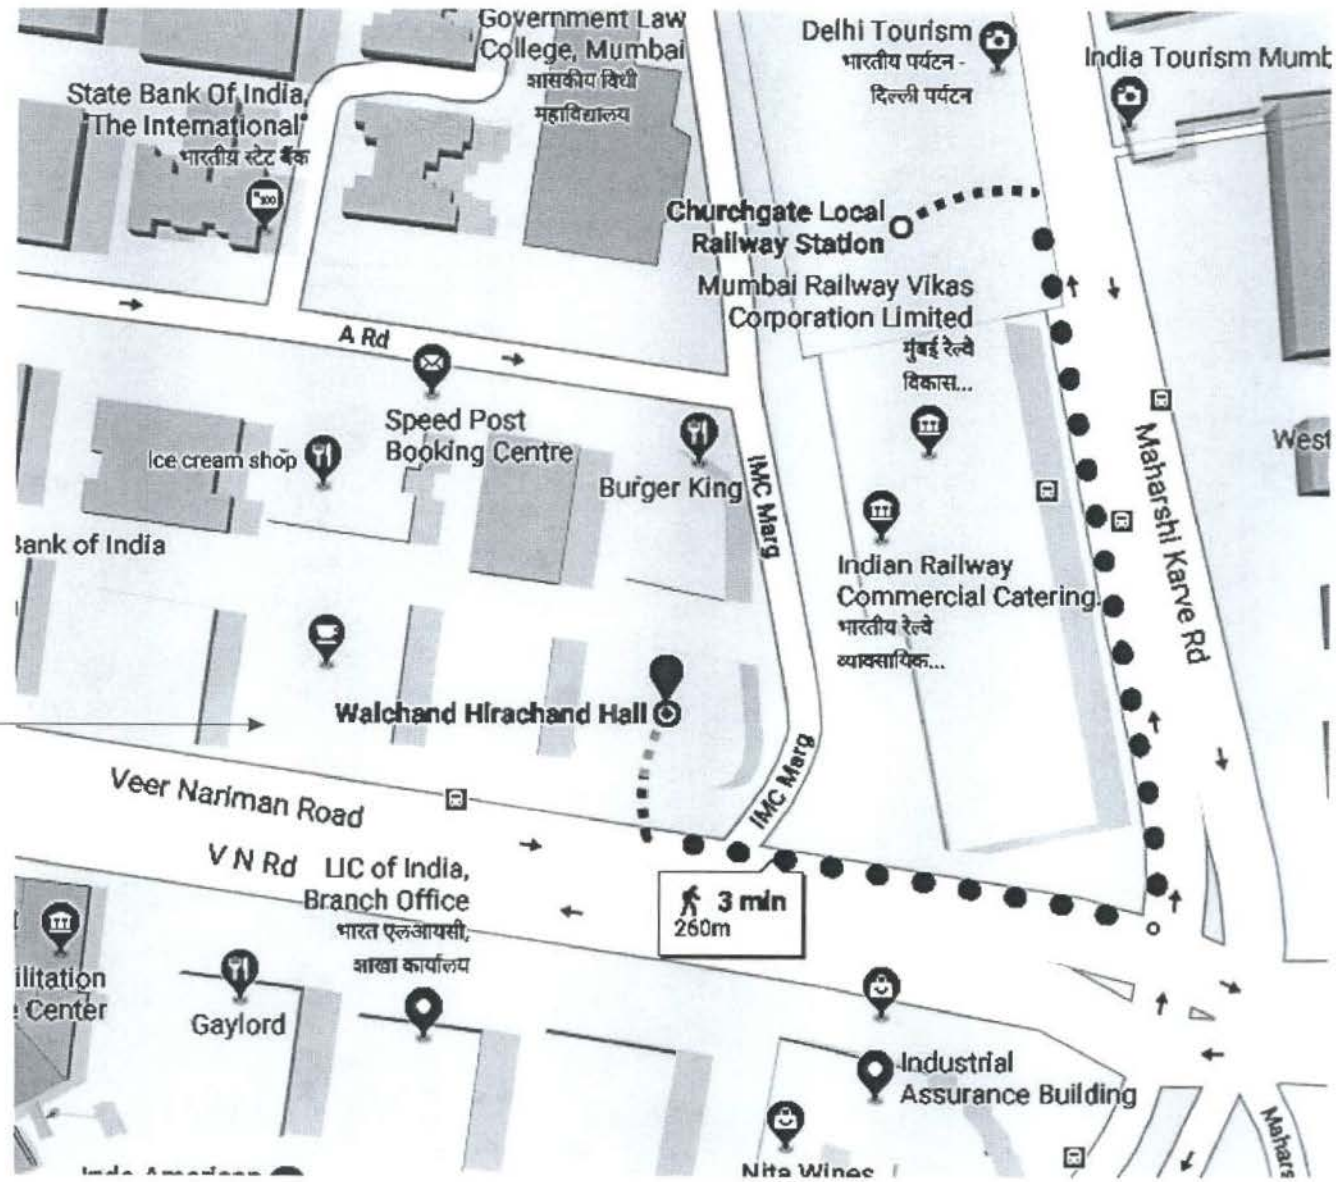 Government Law
College, Mumbai
शासकीय विधी
महाविद्यालय
Delhi Tourism
भारतीय पर्यटन -
दिल्ली पर्यटन
India Tourism Mumb
State Bank Of India,
"The International"
भारतीय स्टेट बैंक
Churchgate Local
Railway Station
Mumbai Railway Vikas
Corporation Limited
मुंबई रेल्वे
विकास...
A Rd
Speed Post
Booking Centre
Ice cream shop
Burger King
IMC Marg
Maharshi Karve Rd
West
Bank of India
Indian Railway
Commercial Catering.
भारतीय रेल्वे
व्यावसायिक...
Walchand Hirachand Hall
IMC Marg
Veer Nariman Road
V N Rd
LIC of India,
Branch Office
भारत एलआयसी,
शाखा कार्यालय
3 min
260m
ilitation
Center
Gaylord
Industrial
Assurance Building
Nita Wines
Mahars